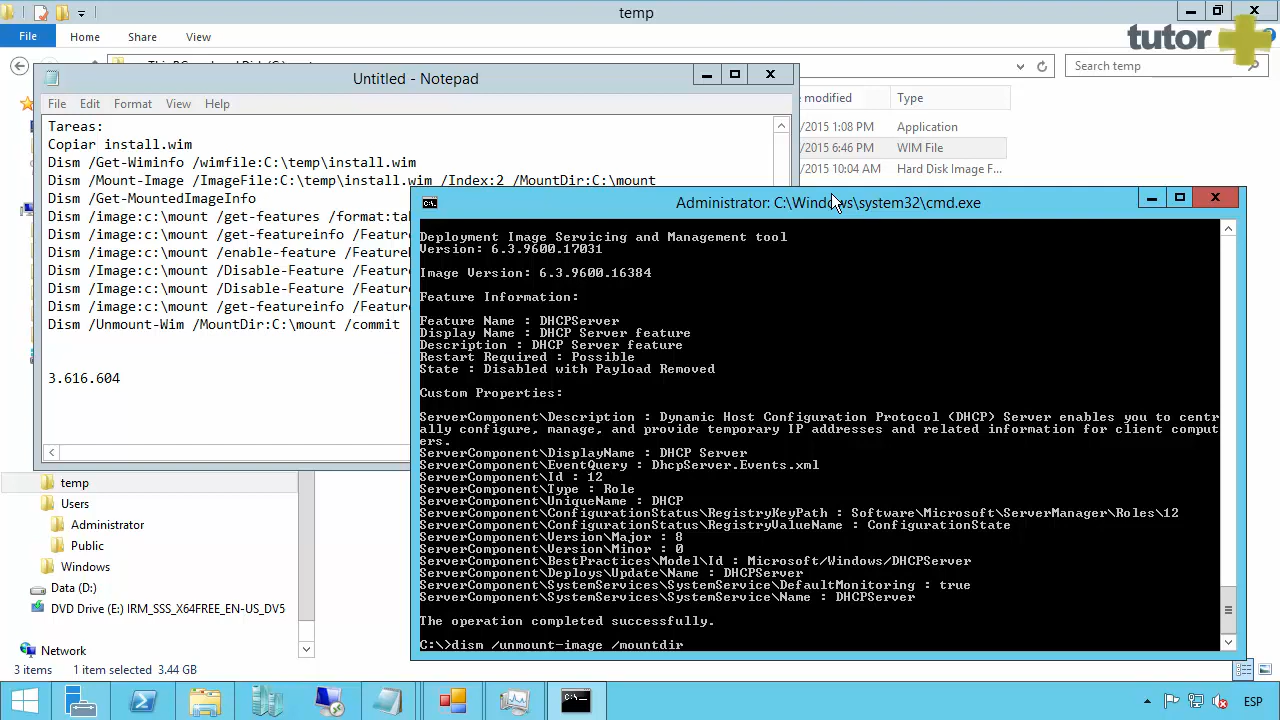 temp
tutor
File Home Share View
Search temp
Untitled - Notepad
File Edit Format View Help
Tareas:
Copiar install.wim
Dism /Get-Wiminfo /wimfile:C:\temp\install.wim
Dism /Mount-Image /ImageFile:C:\temp\install.wim /Index:2 /MountDir:C:\mount
Dism /Get-MountedImageInfo
Dism /image:c:\mount /get-features /format:tab
Dism /image:c:\mount /get-featureinfo /Feature
Dism /image:c:\mount /enable-feature /Featurel
Dism /Image:c:\mount /Disable-Feature /Feature
Dism /Image:c:\mount /Disable-Feature /Feature
Dism /image:c:\mount /get-featureinfo /Feature
Dism /Unmount-Wim /MountDir:C:\mount /commit
3.616.604
modified Type
/2015 1:08 PM Application
/2015 6:46 PM WIM File
/2015 10:04 AM Hard Disk Image F...
Administrator: C:\Windows\system32\cmd.exe
Deployment Image Servicing and Management tool
Version: 6.3.9600.17031
Image Version: 6.3.9600.16384
Feature Information:
Feature Name : DHCPServer
Display Name : DHCP Server feature
Description : DHCP Server feature
Restart Required : Possible
State : Disabled with Payload Removed
Custom Properties:
ServerComponent\Description : Dynamic Host Configuration Protocol (DHCP) Server enables you to centr
ally configure, manage, and provide temporary IP addresses and related information for client comput
ers.
ServerComponent\DisplayName : DHCP Server
ServerComponent\EventQuery : DhcpServer.Events.xml
ServerComponent\Id : 12
ServerComponent\Type : Role
ServerComponent\UniqueName : DHCP
ServerComponent\ConfigurationStatus\RegistryKeyPath : Software\Microsoft\ServerManager\Roles\12
ServerComponent\ConfigurationStatus\RegistryValueName : ConfigurationState
ServerComponent\Version\Major : 8
ServerComponent\Version\Minor : 0
ServerComponent\BestPractices\Model\Id : Microsoft/Windows/DHCPServer
ServerComponent\Deploys\Update\Name : DHCPServer
ServerComponent\SystemServices\SystemService\DefaultMonitoring : true
ServerComponent\SystemServices\SystemService\Name : DHCPServer
The operation completed successfully.
C:\>dism /unmount-image /mountdir
temp
Users
Administrator
Public
Windows
Data (D:)
DVD Drive (E:) IRM_SSS_X64FREE_EN-US_DV5
Network
3 items 1 item selected 3.44 GB
ESP